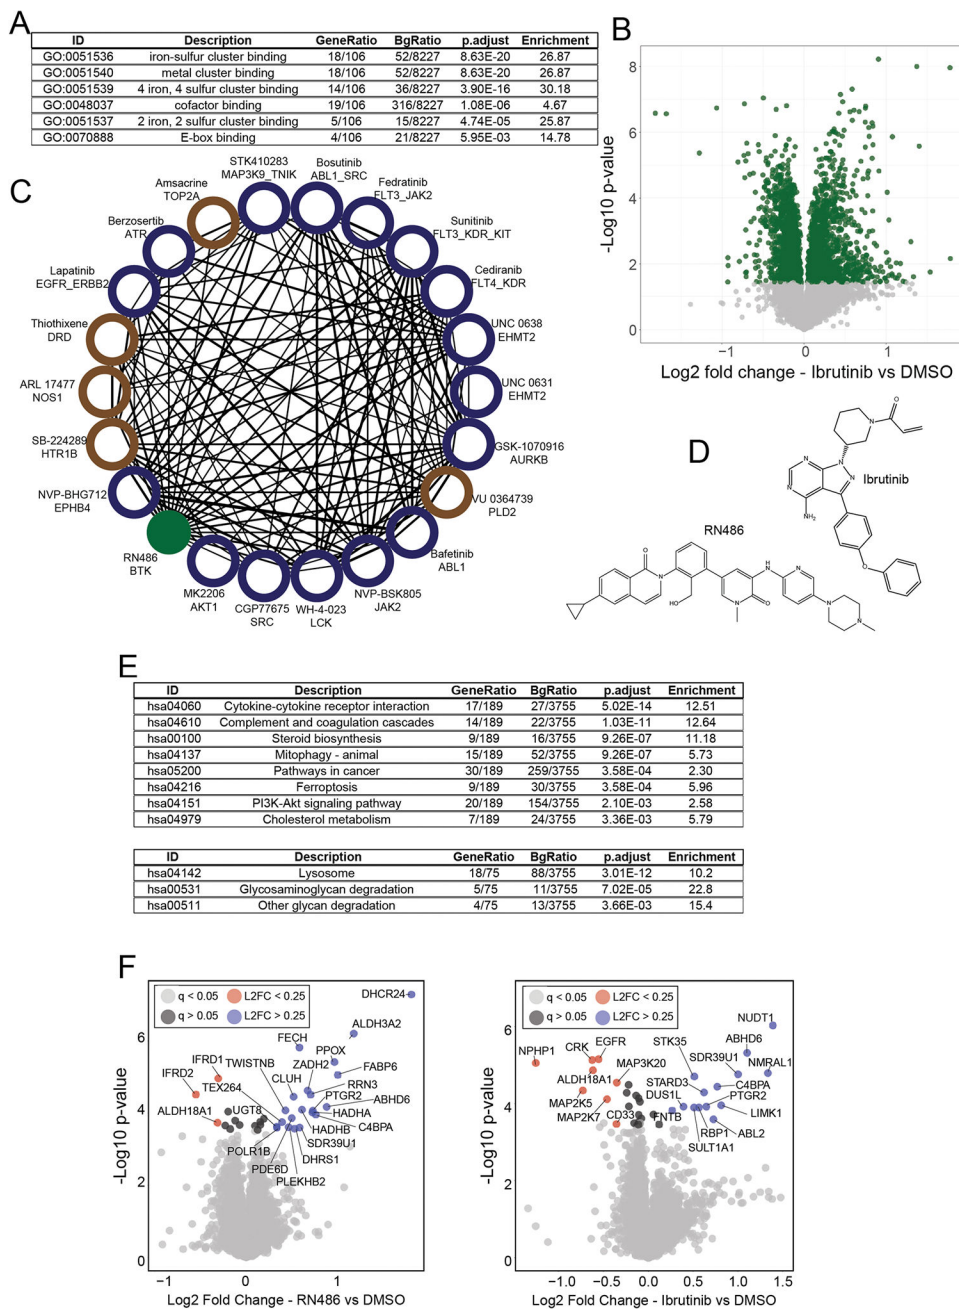 A
ID Description GeneRatio BgRatio p.adjust Enrichment
GO:0051536 iron-sulfur cluster binding 18/106 52/8227 8.63E-20 26.87
GO:0051540 metal cluster binding 18/106 52/8227 8.63E-20 26.87
GO:0051539 4 iron, 4 sulfur cluster binding 14/106 36/8227 3.90E-16 30.18
GO:0048037 cofactor binding 19/106 316/8227 1.08E-06 4.67
GO:0051537 2 iron, 2 sulfur cluster binding 5/106 15/8227 4.74E-05 25.87
GO:0070888 E-box binding 4/106 21/8227 5.95E-03 14.78
B
8
6
4
2
0
-Log10 p-value
−1
0
1
Log2 fold change - Ibrutinib vs DMSO
C
STK410283
MAP3K9_TNIK
Bosutinib
ABL1_SRC
Fedratinib
FLT3_JAK2
Sunitinib
FLT3_KDR_KIT
Cediranib
FLT4_KDR
UNC 0638
EHMT2
UNC 0631
EHMT2
GSK-1070916
AURKB
VU 0364739
PLD2
Bafetinib
ABL1
NVP-BSK805
JAK2
WH-4-023
LCK
CGP77675
SRC
MK2206
AKT1
RN486
BTK
NVP-BHG712
EPHB4
SB-224289
HTR1B
ARL 17477
NOS1
Thiothixene
DRD
Lapatinib
EGFR_ERBB2
Berzosertib
ATR
Amsacrine
TOP2A
D
Ibrutinib
O
N
N
N
N
N
NH₂
O
RN486
O
N
HO
N
O
H
N
N
N
N
E
ID Description GeneRatio BgRatio p.adjust Enrichment
hsa04060 Cytokine-cytokine receptor interaction 17/189 27/3755 5.02E-14 12.51
hsa04610 Complement and coagulation cascades 14/189 22/3755 1.03E-11 12.64
hsa00100 Steroid biosynthesis 9/189 16/3755 9.26E-07 11.18
hsa04137 Mitophagy - animal 15/189 52/3755 9.26E-07 5.73
hsa05200 Pathways in cancer 30/189 259/3755 3.58E-04 2.30
hsa04216 Ferroptosis 9/189 30/3755 3.58E-04 5.96
hsa04151 PI3K-Akt signaling pathway 20/189 154/3755 2.10E-03 2.58
hsa04979 Cholesterol metabolism 7/189 24/3755 3.36E-03 5.79
ID Description GeneRatio BgRatio p.adjust Enrichment
hsa04142 Lysosome 18/75 88/3755 3.01E-12 10.2
hsa00531 Glycosaminoglycan degradation 5/75 11/3755 7.02E-05 22.8
hsa00511 Other glycan degradation 4/75 13/3755 3.66E-03 15.4
F
q < 0.05 L2FC < 0.25
q > 0.05 L2FC > 0.25
DHCR24
ALDH3A2
FECH
PPOX
ZADH2
FABP6
IFRD1
TWISTNB
IFRD2
TEX264
CLUH
RRN3
PTGR2
ABHD6
ALDH18A1
UGT8
HADHA
C4BPA
HADHB
SDR39U1
POLR1B
DHRS1
PDE6D
PLEKHB2
6
4
2
0
-Log10 p-value
−1
0
1
Log2 Fold Change - RN486 vs DMSO
q < 0.05 L2FC < 0.25
q > 0.05 L2FC > 0.25
NUDT1
ABHD6
NPHP1
CRK
EGFR
STK35
SDR39U1
NMRAL1
MAP3K20
ALDH18A1
STARD3
C4BPA
DUS1L
PTGR2
MAP2K5
LIMK1
MAP2K7
CD33
FNTB
ABL2
RBP1
SULT1A1
6
4
2
0
-Log10 p-value
−1.0
−0.5
0.0
0.5
1.0
1.5
Log2 Fold Change - Ibrutinib vs DMSO